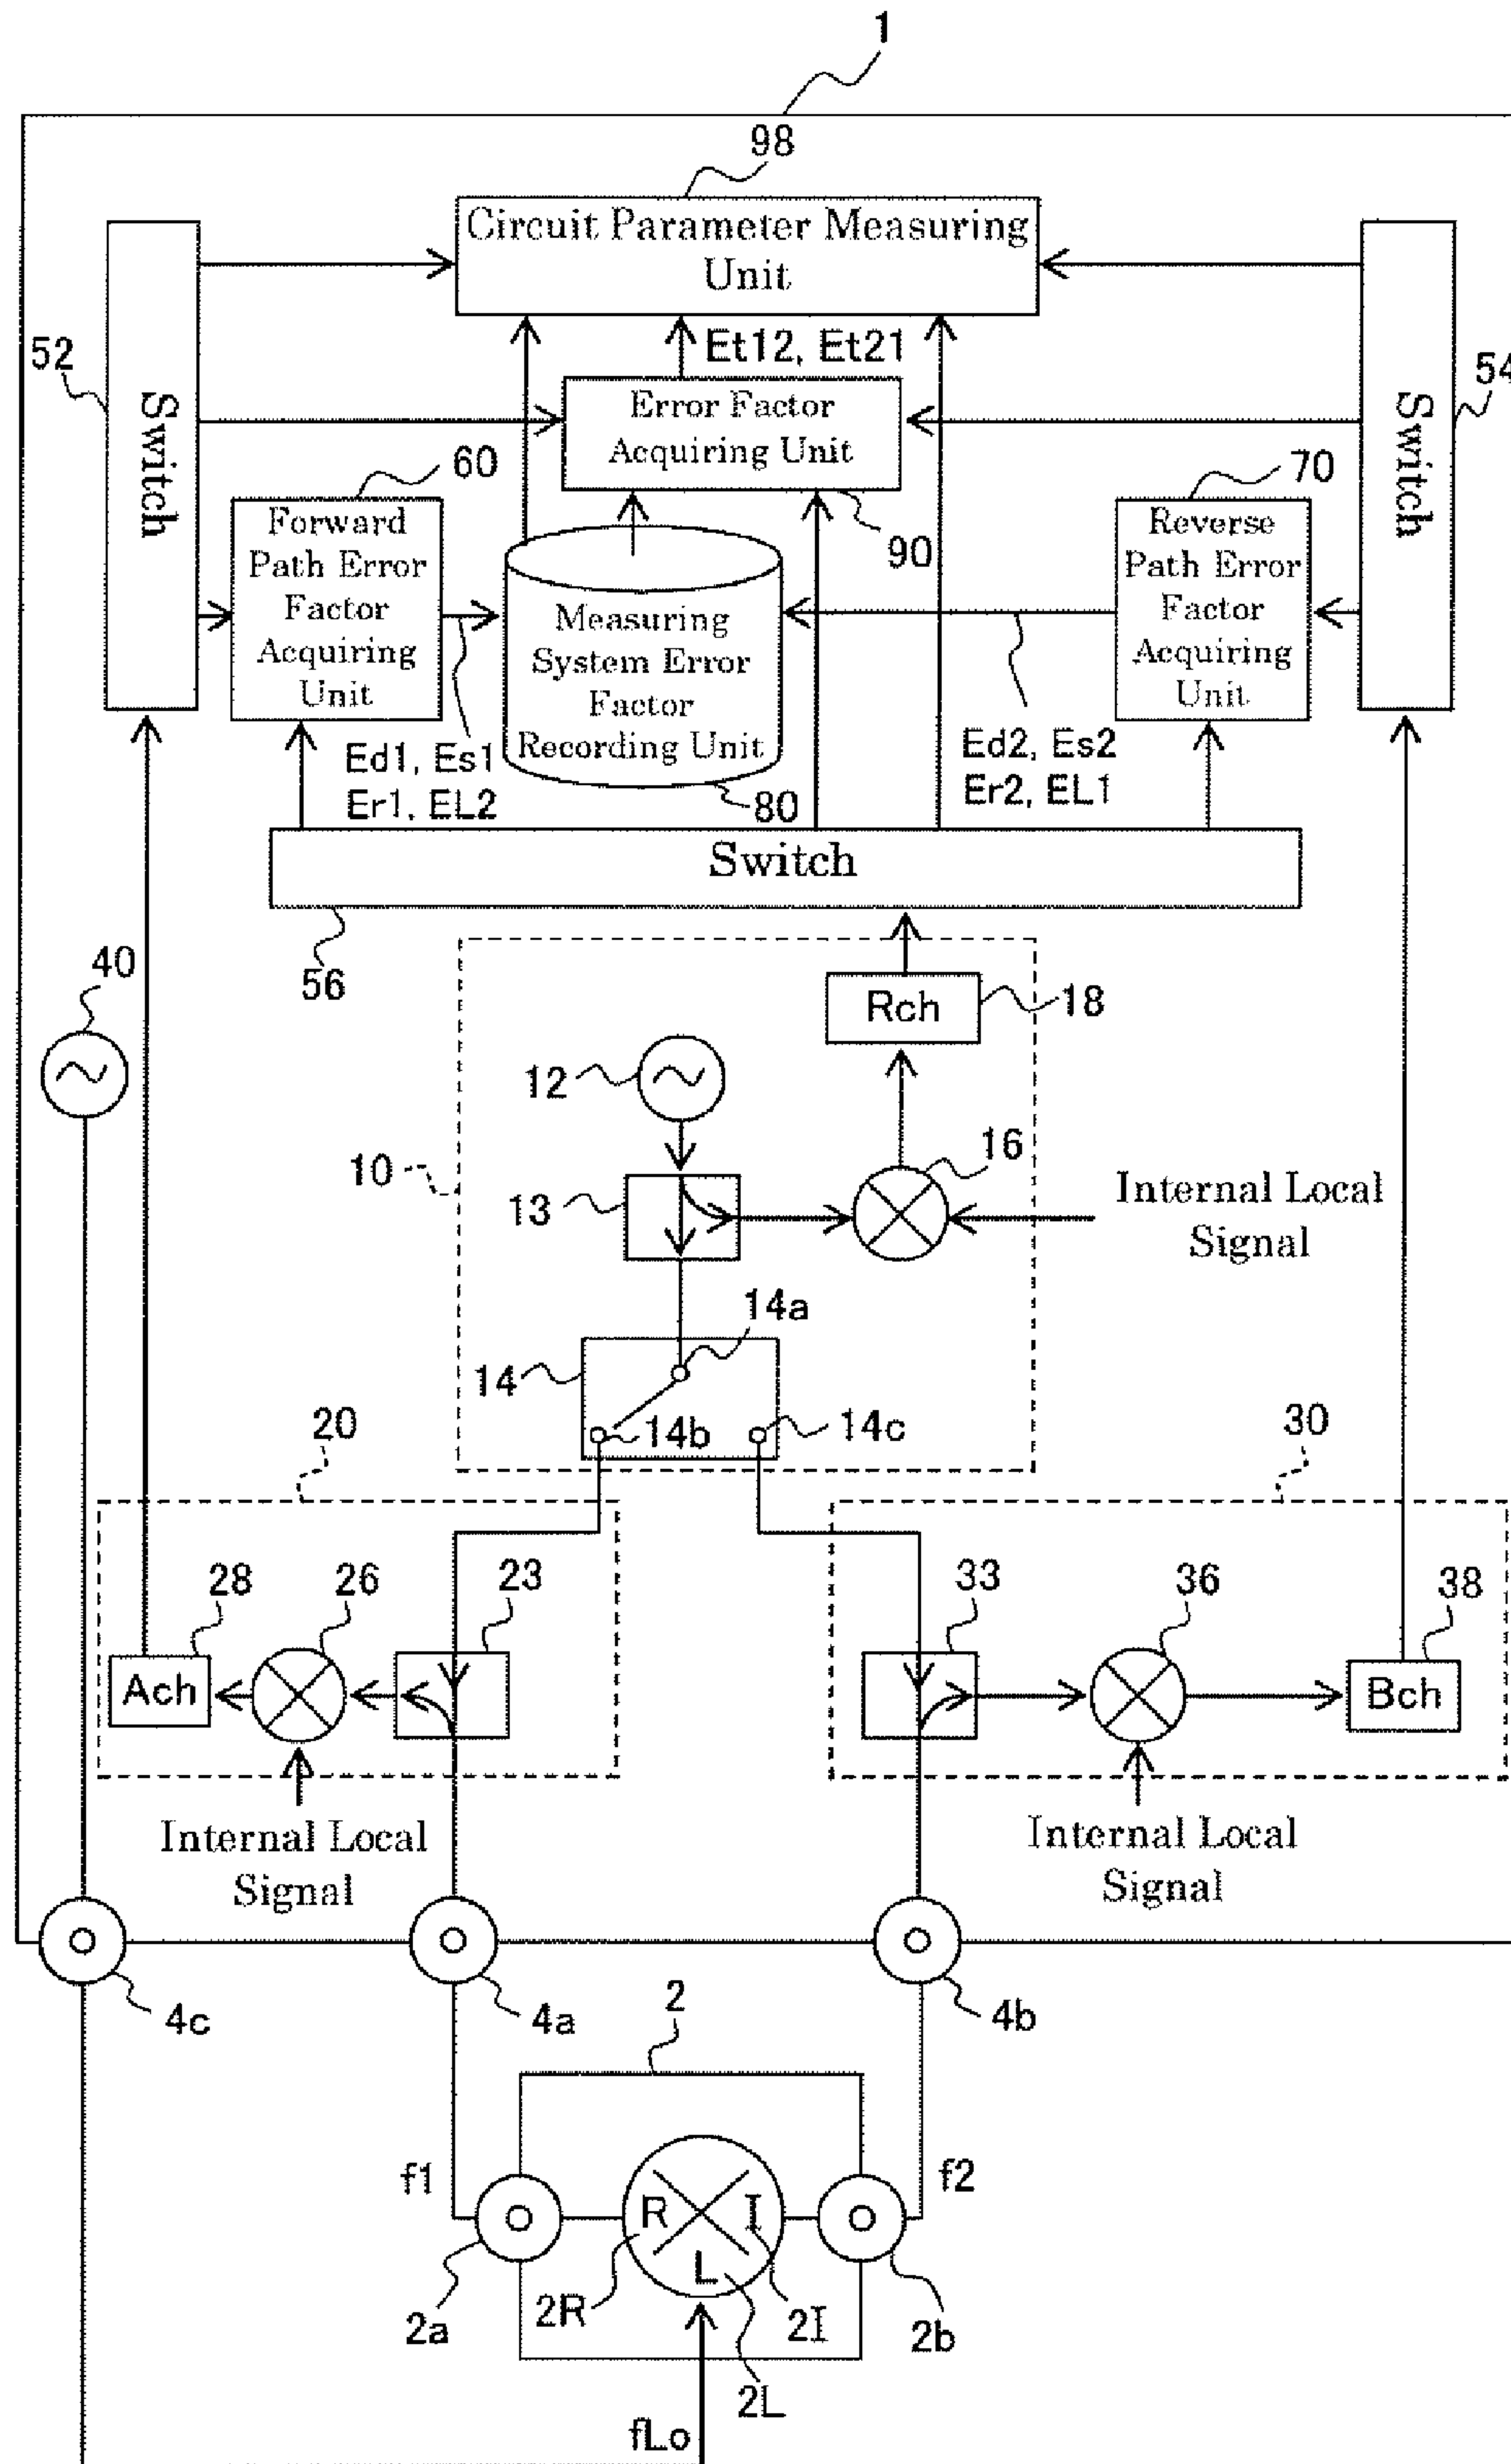 1
98
Circuit Parameter Measuring
Unit
52
Switch
Et12, Et21
54
Switch
Error Factor
Acquiring Unit
60
70
90
Forward
Path Error
Factor
Acquiring
Unit
Measuring
System Error
Factor
Recording Unit
Reverse
Path Error
Factor
Acquiring
Unit
Ed1, Es1
Er1, EL2
80
Ed2, Es2
Er2, EL1
Switch
56
40
Rch
18
12
10
16
13
Internal Local
Signal
14a
14
14b
14c
20
30
28
26
23
33
36
38
Ach
Bch
Internal Local
Signal
Internal Local
Signal
4c
4a
4b
2
f1
f2
R
I
L
2a
2R
2I
2b
2L
fLo